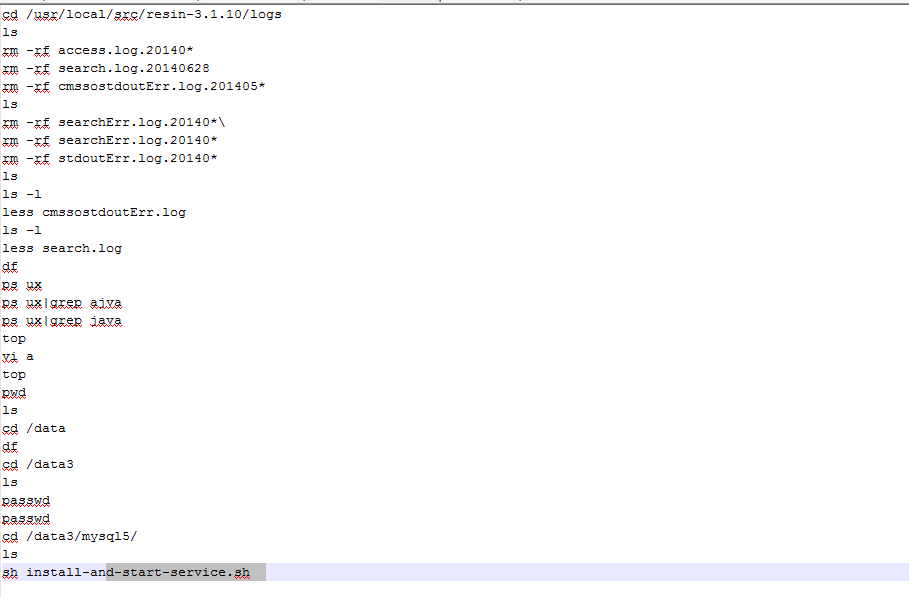 cd /usr/local/src/resin-3.1.10/logs
ls
rm -rf access.log.20140*
rm -rf search.log.20140628
rm -rf cmssostdoutErr.log.201405*
ls
rm -rf searchErr.log.20140*\
rm -rf searchErr.log.20140*
rm -rf stdoutErr.log.20140*
ls
ls -l
less cmssostdoutErr.log
ls -l
less search.log
df
ps ux
ps ux|grep ajva
ps ux|grep java
top
vi a
top
pwd
ls
cd /data
df
cd /data3
ls
passwd
passwd
cd /data3/mysql5/
ls
sh install-and-start-service.sh